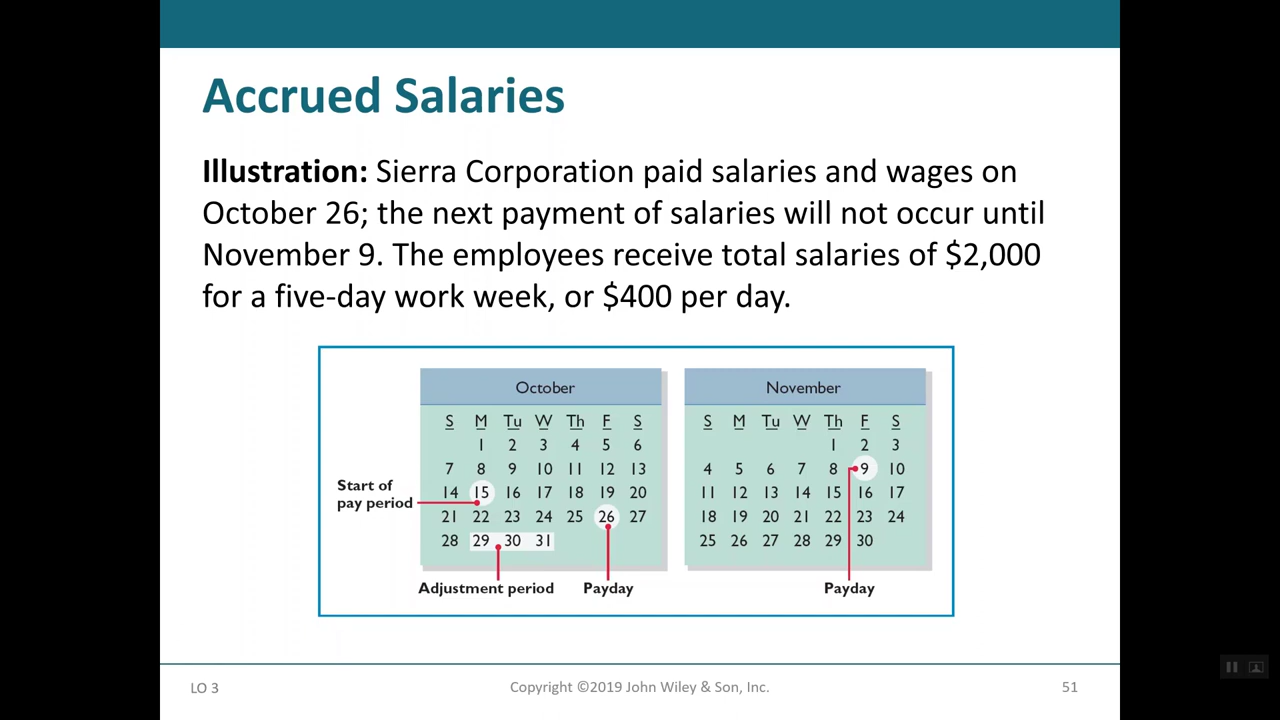 Accrued Salaries
Illustration: Sierra Corporation paid salaries and wages on
October 26; the next payment of salaries will not occur until
November 9. The employees receive total salaries of $2,000
for a five-day work week, or $400 per day.
October
S M Tu W Th F S
1 2 3 4 5 6
7 8 9 10 11 12 13
14 15 16 17 18 19 20
21 22 23 24 25 26 27
28 29 30 31
Start of
pay period
Adjustment period
Payday
November
S M Tu W Th F S
1 2 3
4 5 6 7 8 9 10
11 12 13 14 15 16 17
18 19 20 21 22 23 24
25 26 27 28 29 30
Payday
LO 3
Copyright ©2019 John Wiley & Son, Inc.
51